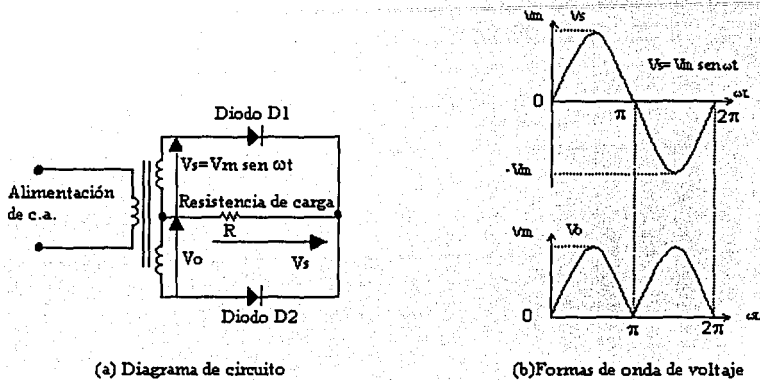 Diodo D1
Vs=Vm sen ωt
Alimentación
de c.a.
Resistencia de carga
R
Vo
Vs
Diodo D2
(a) Diagrama de circuito
Vm
Vs
Vs=Vm sen ωt
0
π
2π
ωt
-Vm
Vm
Vo
0
π
2π
ωt
(b)Formas de onda de voltaje